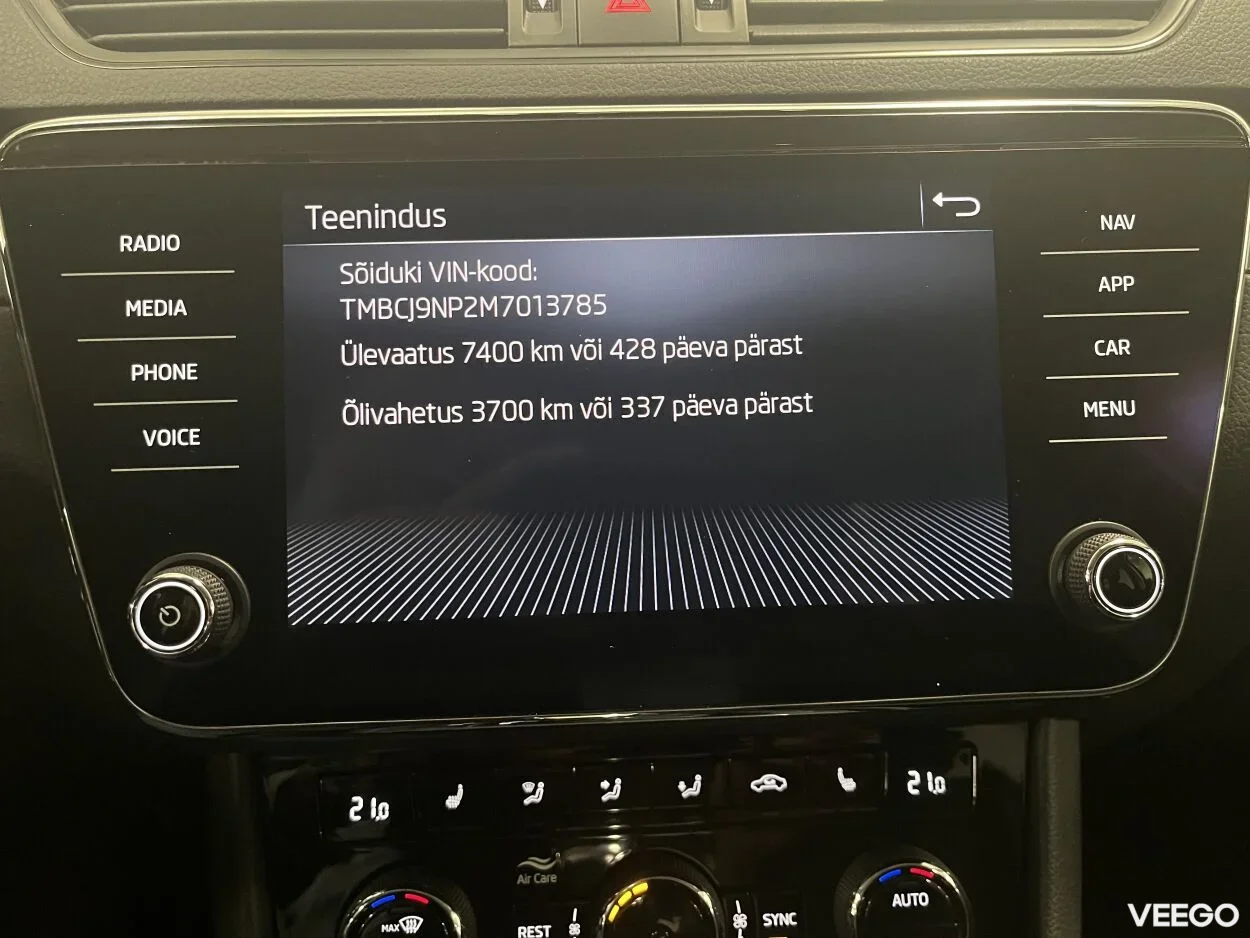 Teenindus
Sõiduki VIN-kood:
TMBCJ9NP2M7013785
Ülevaatus 7400 km või 428 päeva pärast
Õlivahetus 3700 km või 337 päeva pärast
RADIO
MEDIA
PHONE
VOICE
NAV
APP
CAR
MENU
21.0
21.0
Air Care
MAX
REST
SYNC
AUTO
VEEGO